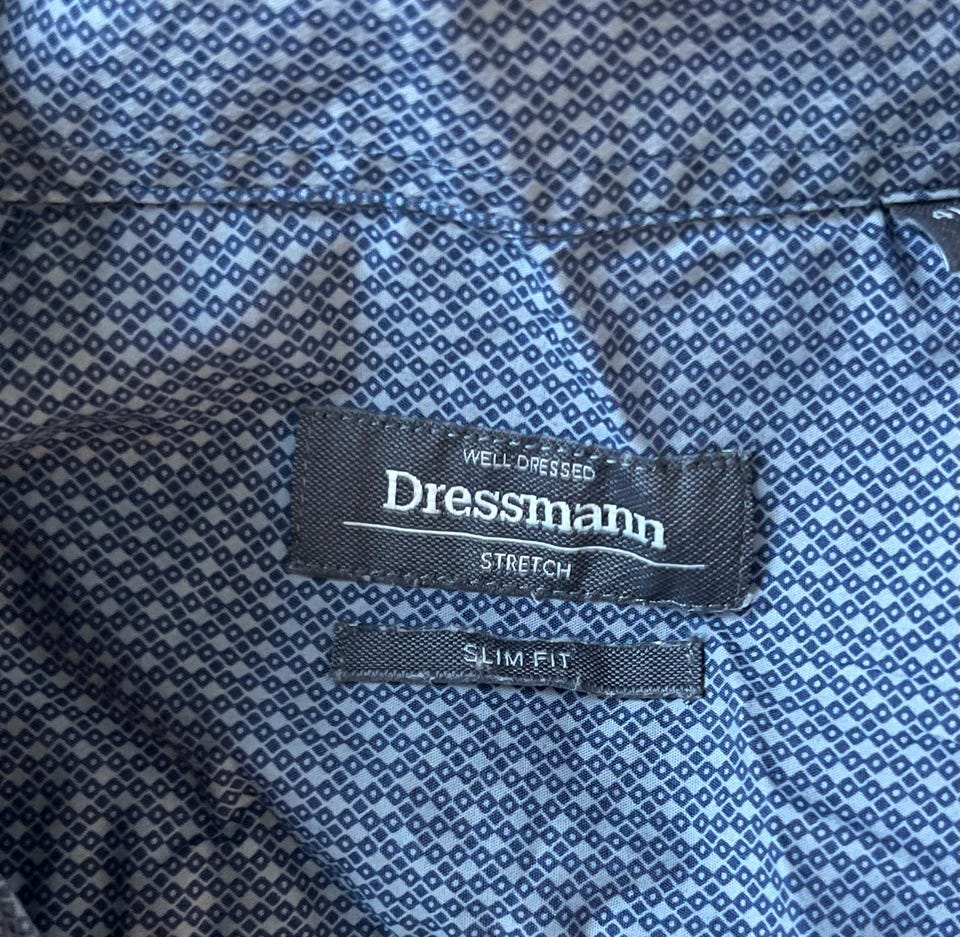 WELL DRESSED
Dressmann
STRETCH
SLIM FIT